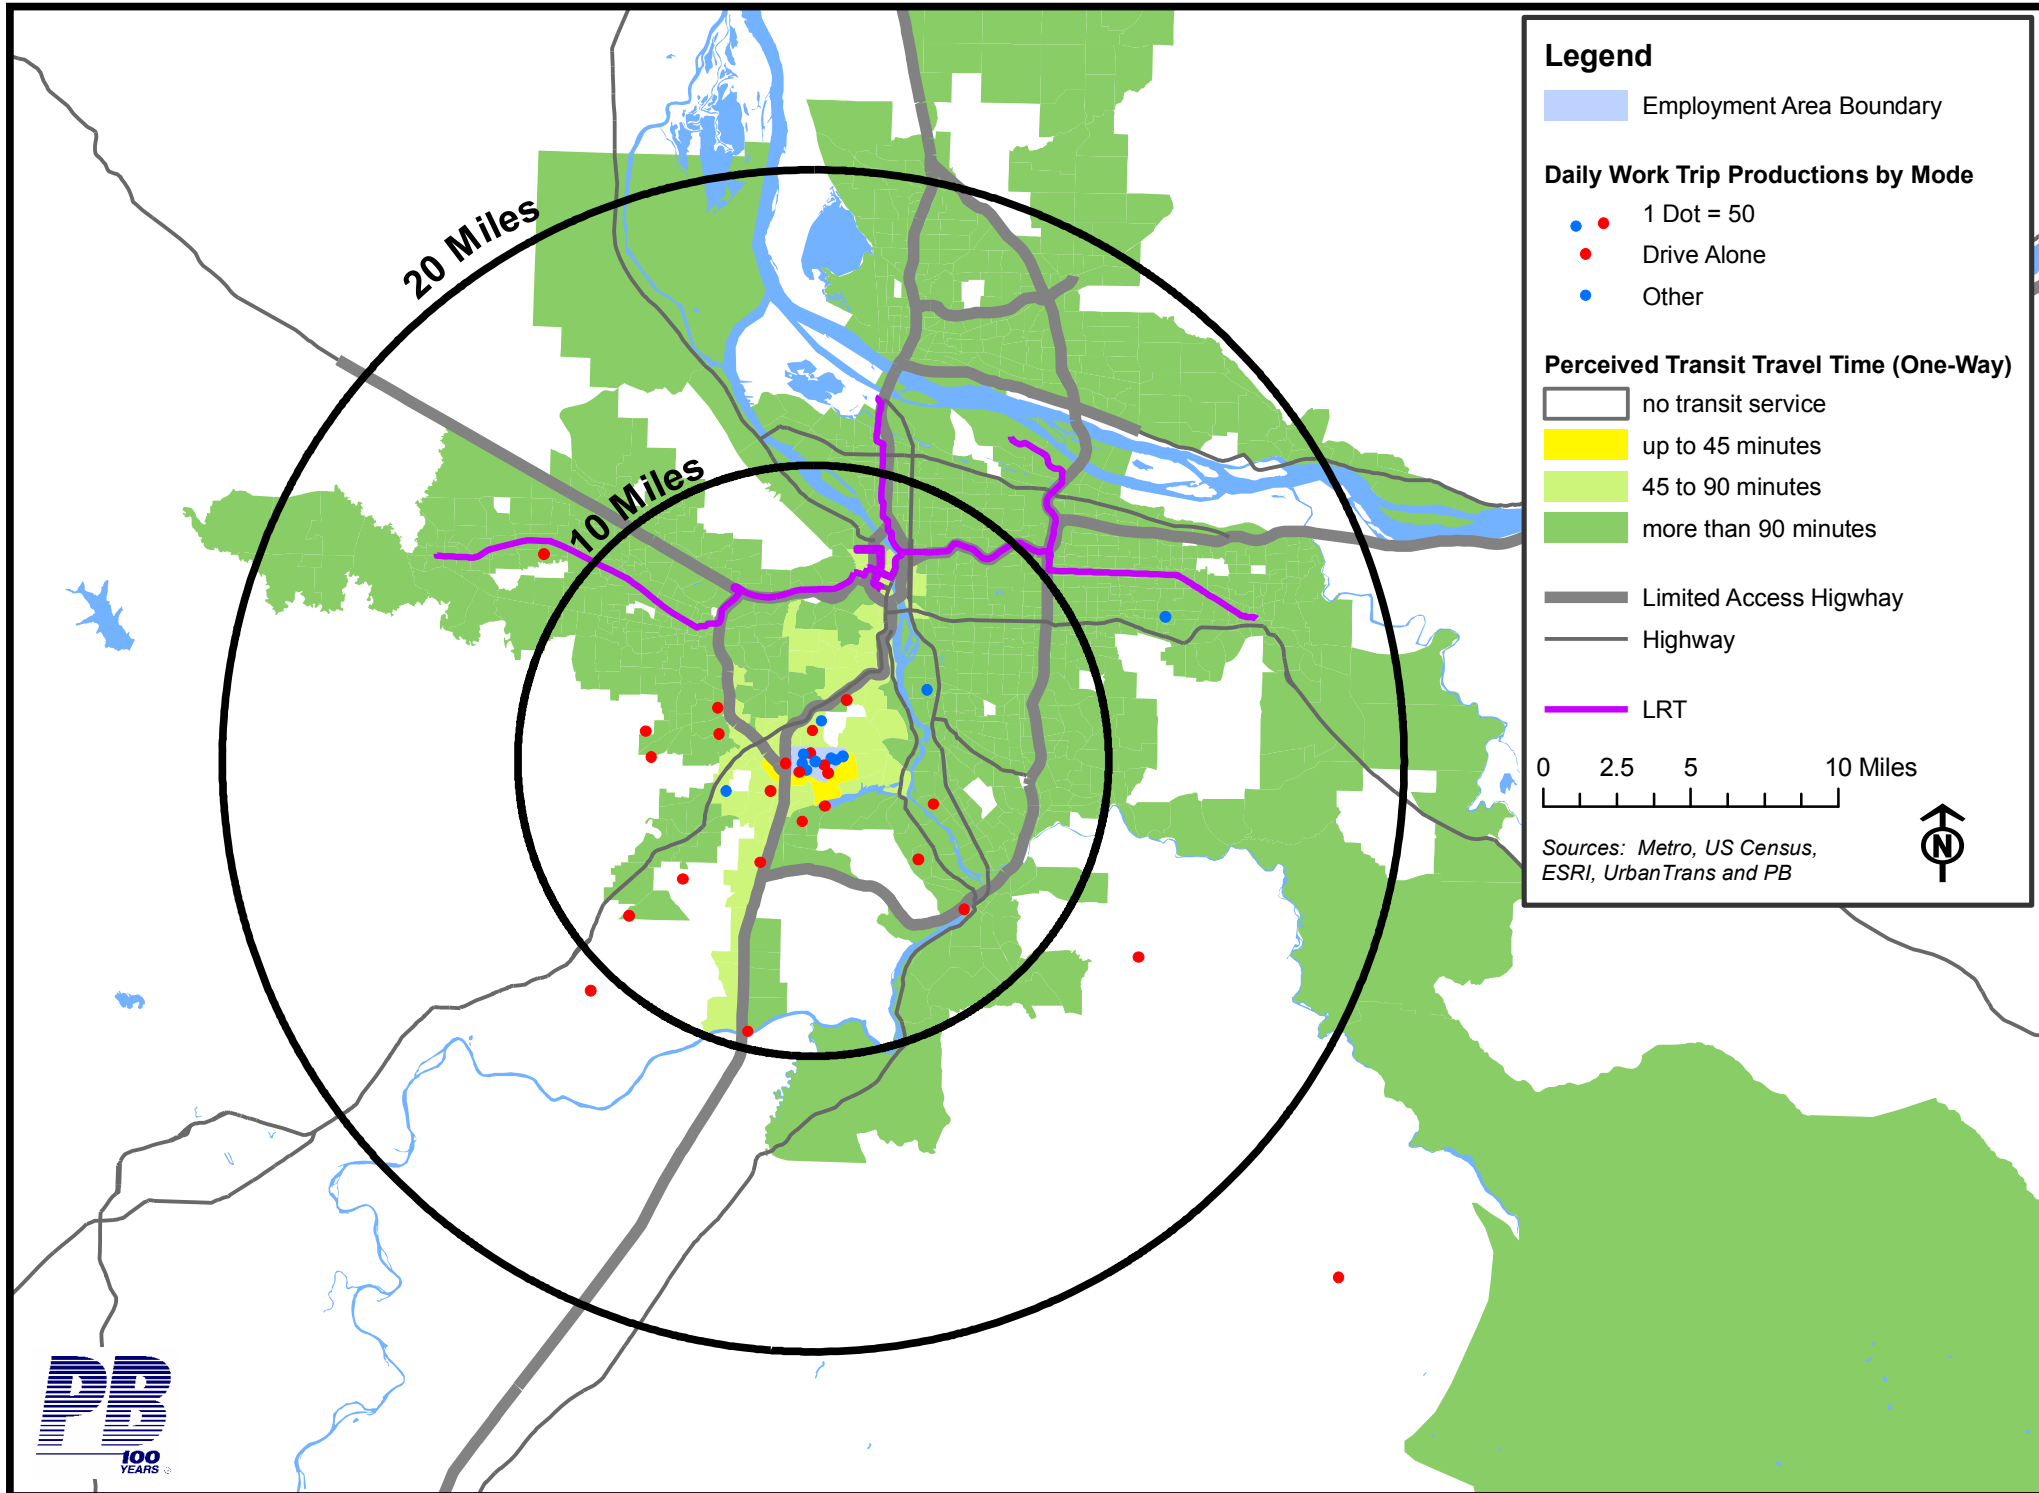 20 Miles
10 Miles
Legend
Employment Area Boundary
Daily Work Trip Productions by Mode
1 Dot = 50
Drive Alone
Other
Perceived Transit Travel Time (One-Way)
no transit service
up to 45 minutes
45 to 90 minutes
more than 90 minutes
Limited Access Higwhay
Highway
LRT
0 2.5 5 10 Miles
Sources: Metro, US Census,
ESRI, UrbanTrans and PB
N
PB
100
YEARS